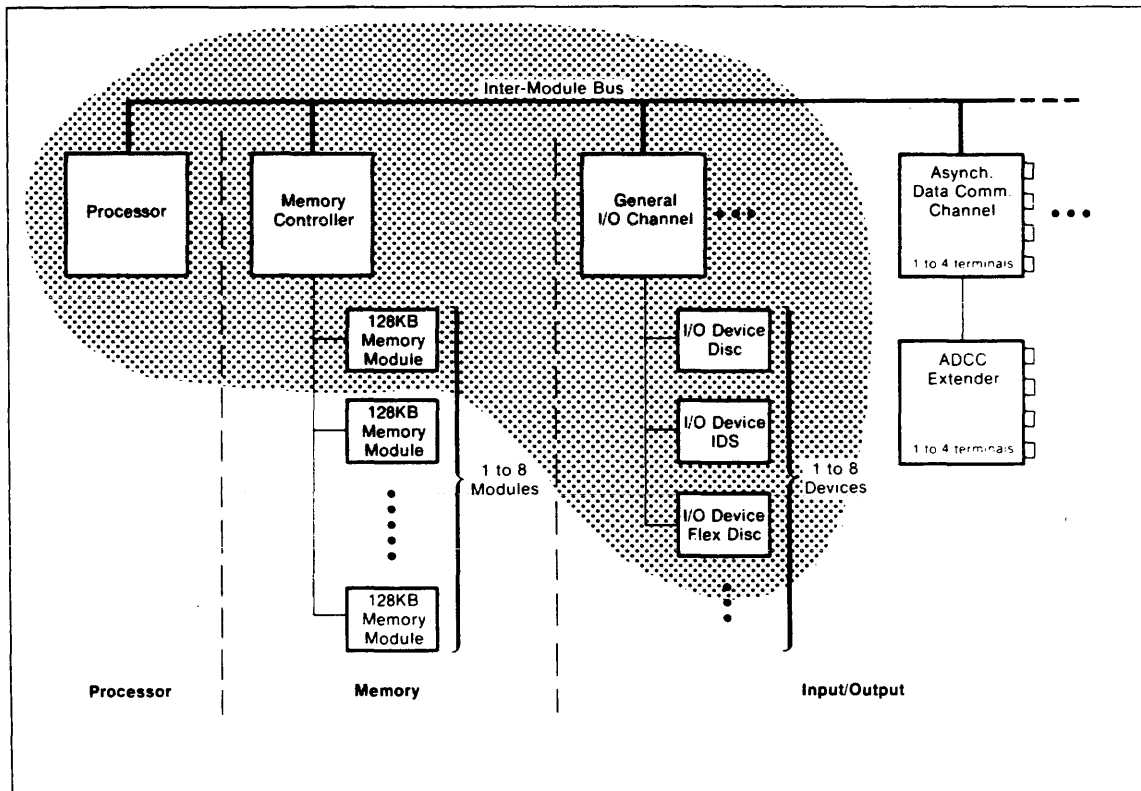 Inter-Module Bus
Processor
Memory
Controller
General
I/O Channel
Asynch.
Data Comm.
Channel
1 to 4 terminals
128KB
Memory
Module
128KB
Memory
Module
128KB
Memory
Module
1 to 8
Modules
I/O Device
Disc
I/O Device
IDS
I/O Device
Flex Disc
1 to 8
Devices
ADCC
Extender
1 to 4 terminals
Processor
Memory
Input/Output